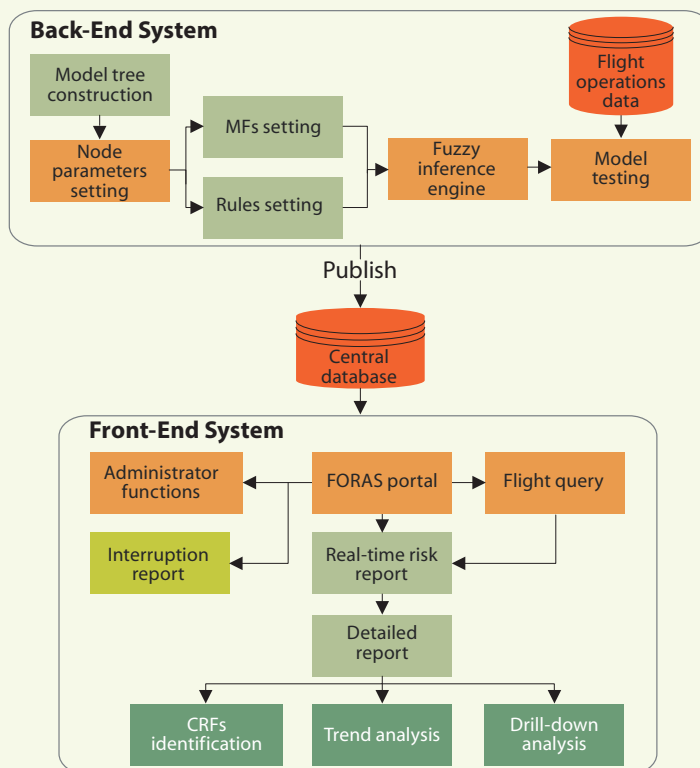 Back-End System
Model tree
construction
Node
parameters
setting
MFs setting
Rules setting
Fuzzy
inference
engine
Flight
operations
data
Model
testing
Publish
Central
database
Front-End System
Administrator
functions
FORAS portal
Flight query
Interruption
report
Real-time risk
report
Detailed
report
CRFs
identification
Trend analysis
Drill-down
analysis